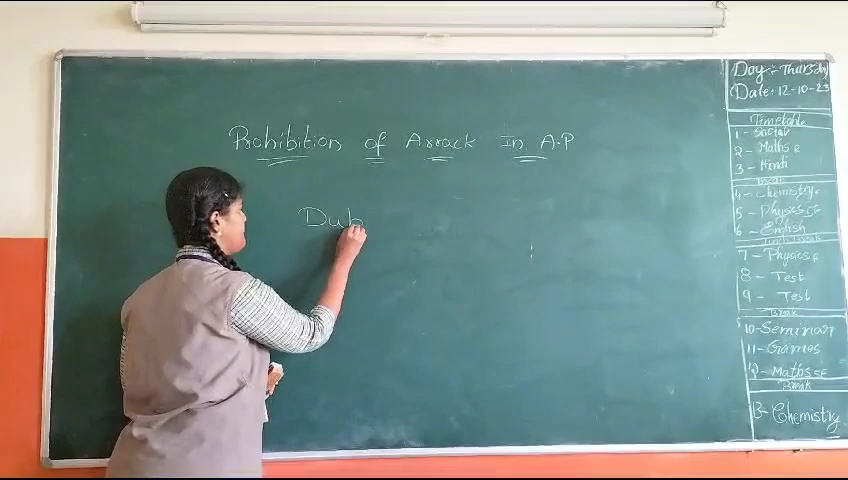 Prohibition of Arrack In A.P
Dub
Day :- Thursday
Date : 12-10-23
Timetable
1 - Social
2 - Maths
3 - Hindi
Break
4 - Chemistry
5 - Physics
6 - English
Lunch Break
7 - Physics
8 - Test
9 - Test
Break
10 - Seminar
11 - Games
12 - Maths
Break
13 - Chemistry